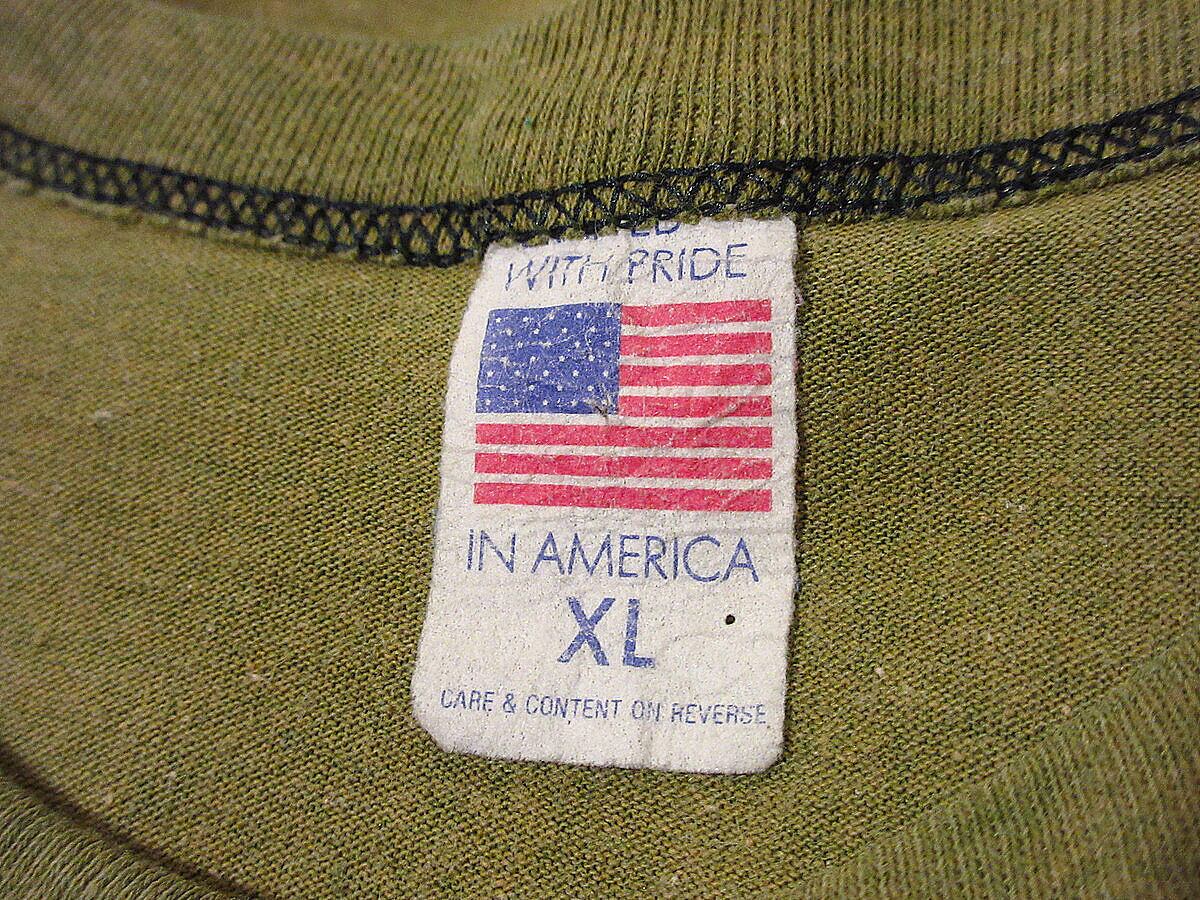 WITH PRIDE
IN AMERICA
XL
CARE & CONTENT ON REVERSE